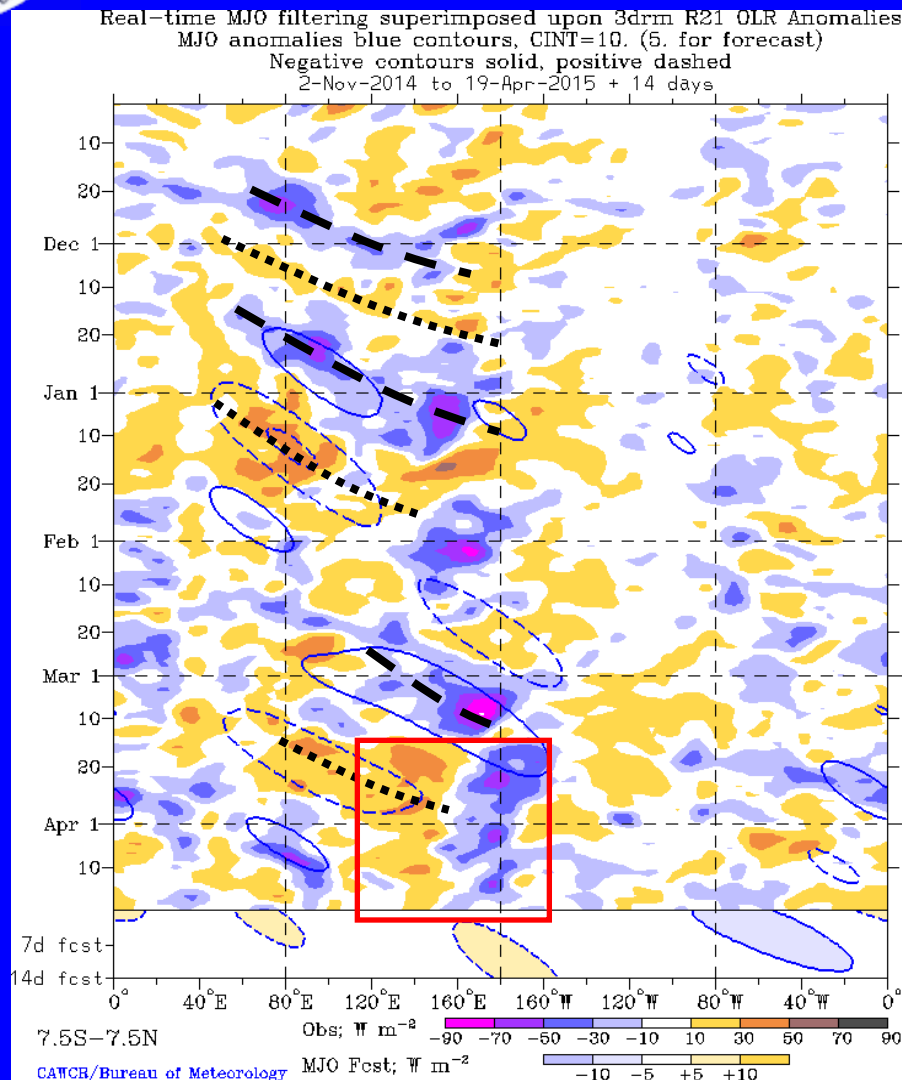 Real-time MJO filtering superimposed upon 3drm R21 OLR Anomalies
MJO anomalies blue contours, CINT=10. (5. for forecast)
Negative contours solid, positive dashed
2-Nov-2014 to 19-Apr-2015 + 14 days
10
20
Dec 1
10
20
Jan 1
10
20
Feb 1
10
20
Mar 1
10
20
Apr 1
10
7d fcst
14d fcst
0° 40°E 80°E 120°E 160°E 160°W 120°W 80°W 40°W 0°
7.5S-7.5N
Obs; W m⁻²
-90 -70 -50 -30 -10 10 30 50 70 90
CAWCR/Bureau of Meteorology
MJO Fcst; W m⁻²
-10 -5 +5 +10